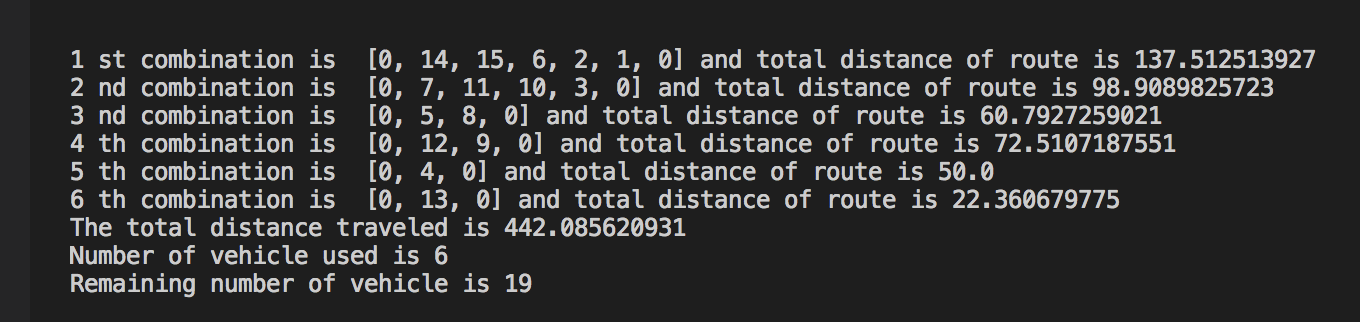 1 st combination is  [0, 14, 15, 6, 2, 1, 0] and total distance of route is 137.512513927
2 nd combination is  [0, 7, 11, 10, 3, 0] and total distance of route is 98.9089825723
3 nd combination is  [0, 5, 8, 0] and total distance of route is 60.7927259021
4 th combination is  [0, 12, 9, 0] and total distance of route is 72.5107187551
5 th combination is  [0, 4, 0] and total distance of route is 50.0
6 th combination is  [0, 13, 0] and total distance of route is 22.360679775
The total distance traveled is 442.085620931
Number of vehicle used is 6
Remaining number of vehicle is 19